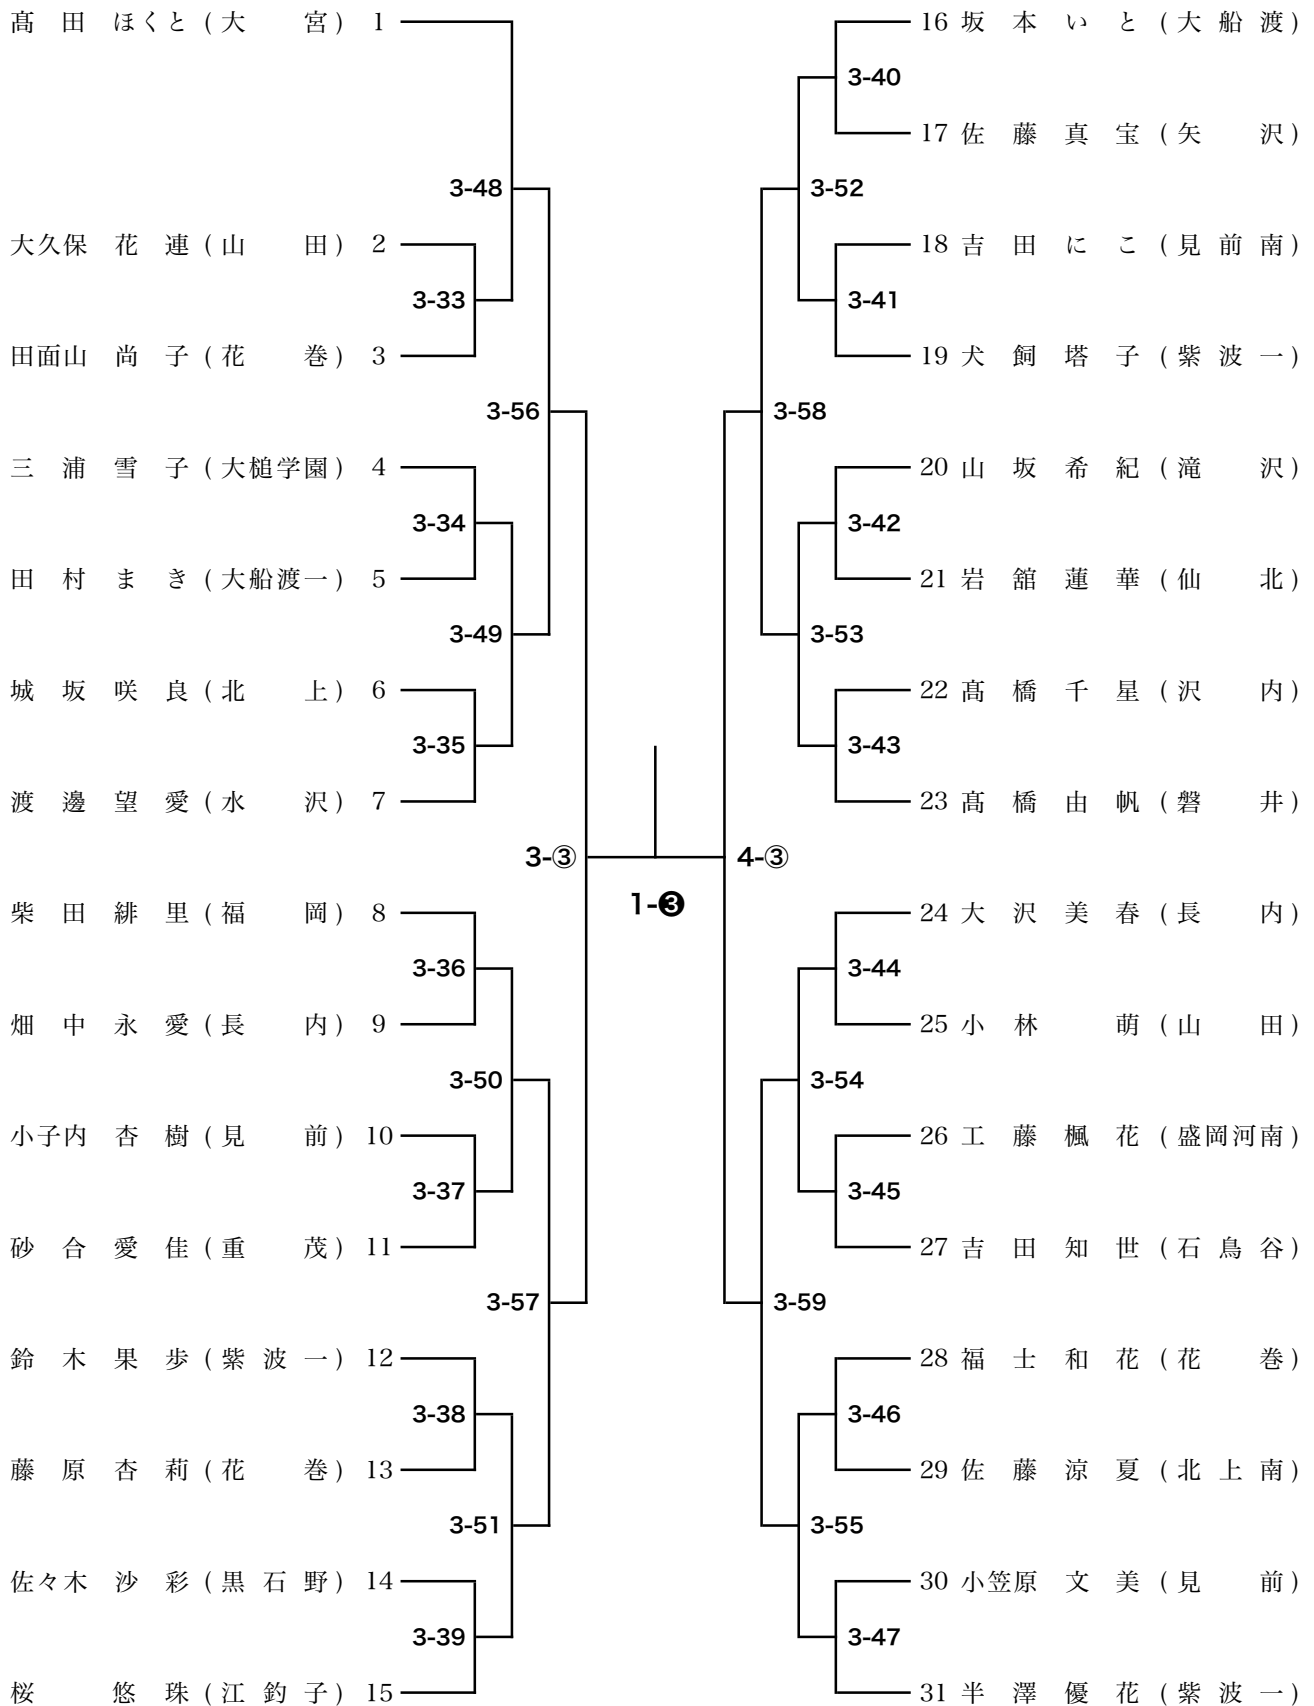 髙田ほくと(大宮) 1
3-48
大久保花連(山田) 2
3-33
田面山尚子(花巻) 3
3-56
三浦雪子(大槌学園) 4
3-34
田村まき(大船渡一) 5
3-49
城坂咲良(北上) 6
3-35
渡邊望愛(水沢) 7
3-③
柴田緋里(福岡) 8
3-36
畑中永愛(長内) 9
3-50
小子内杏樹(見前) 10
3-37
砂合愛佳(重茂) 11
3-57
鈴木果歩(紫波一) 12
3-38
藤原杏莉(花巻) 13
3-51
佐々木沙彩(黒石野) 14
3-39
桜悠珠(江釣子) 15
1-❸
16 坂本いと(大船渡)
3-40
17 佐藤真宝(矢沢)
3-52
18 吉田にこ(見前南)
3-41
19 犬飼塔子(紫波一)
3-58
20 山坂希紀(滝沢)
3-42
21 岩舘蓮華(仙北)
3-53
22 髙橋千星(沢内)
3-43
23 髙橋由帆(磐井)
4-③
24 大沢美春(長内)
3-44
25 小林萌(山田)
3-54
26 工藤楓花(盛岡河南)
3-45
27 吉田知世(石鳥谷)
3-59
28 福士和花(花巻)
3-46
29 佐藤涼夏(北上南)
3-55
30 小笠原文美(見前)
3-47
31 半澤優花(紫波一)